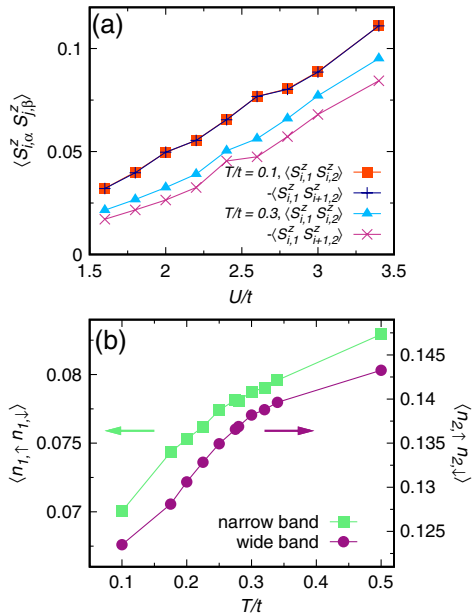 (a)
0.1
0.05
0
⟨S^z_{i,α} S^z_{j,β}⟩
T/t = 0.1, ⟨S^z_{i,1} S^z_{i,2}⟩
-⟨S^z_{i,1} S^z_{i+1,2}⟩
T/t = 0.3, ⟨S^z_{i,1} S^z_{i,2}⟩
-⟨S^z_{i,1} S^z_{i+1,2}⟩
1.5 2 2.5 3 3.5
U/t
(b)
0.08
0.075
0.07
⟨n_{1,↑} n_{1,↓}⟩
0.145
0.14
0.135
0.13
0.125
⟨n_{2,↑} n_{2,↓}⟩
narrow band
wide band
0.1 0.2 0.3 0.4 0.5
T/t